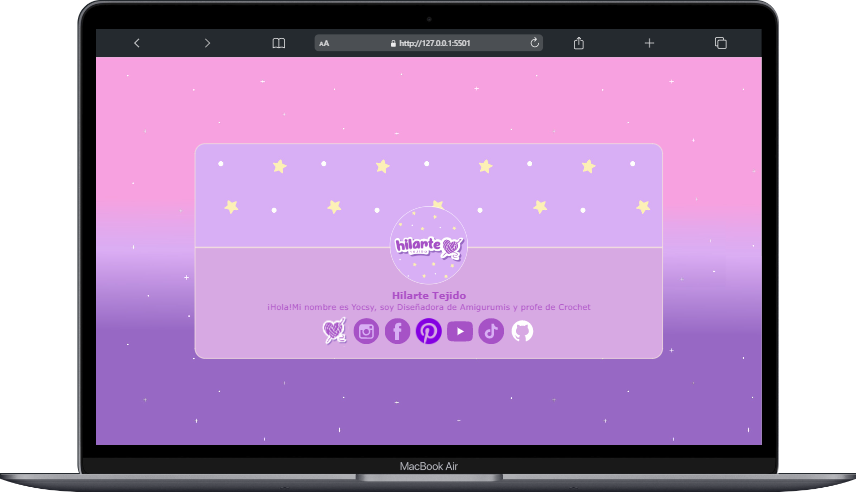 AA
http://127.0.0.1:5501
hilarte
Hilarte Tejido
¡Hola!Mi nombre es Yocsy, soy Diseñadora de Amigurumis y profe de Crochet
MacBook Air